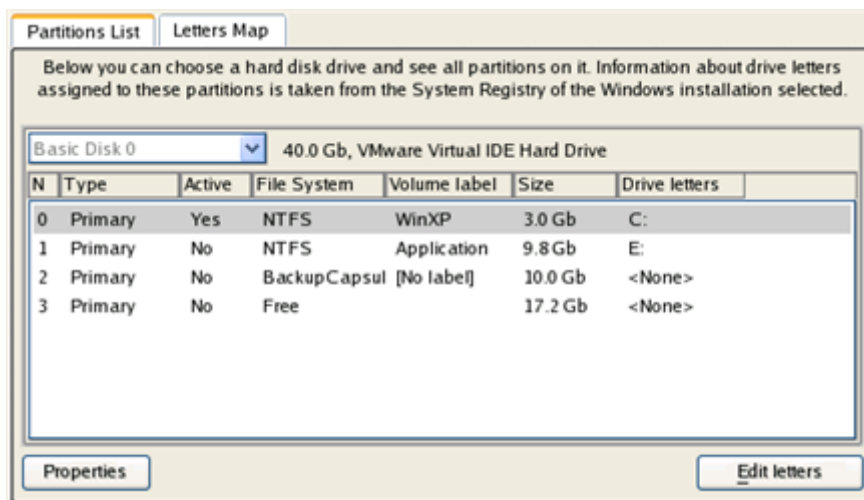 Partitions List Letters Map
Below you can choose a hard disk drive and see all partitions on it. Information about drive letters
assigned to these partitions is taken from the System Registry of the Windows installation selected.
Basic Disk 0 40.0 Gb, VMware Virtual IDE Hard Drive
N Type Active File System Volume label Size Drive letters
0 Primary Yes NTFS WinXP 3.0 Gb C:
1 Primary No NTFS Application 9.8 Gb E:
2 Primary No BackupCapsul [No label] 10.0 Gb <None>
3 Primary No Free 17.2 Gb <None>
Properties Edit letters